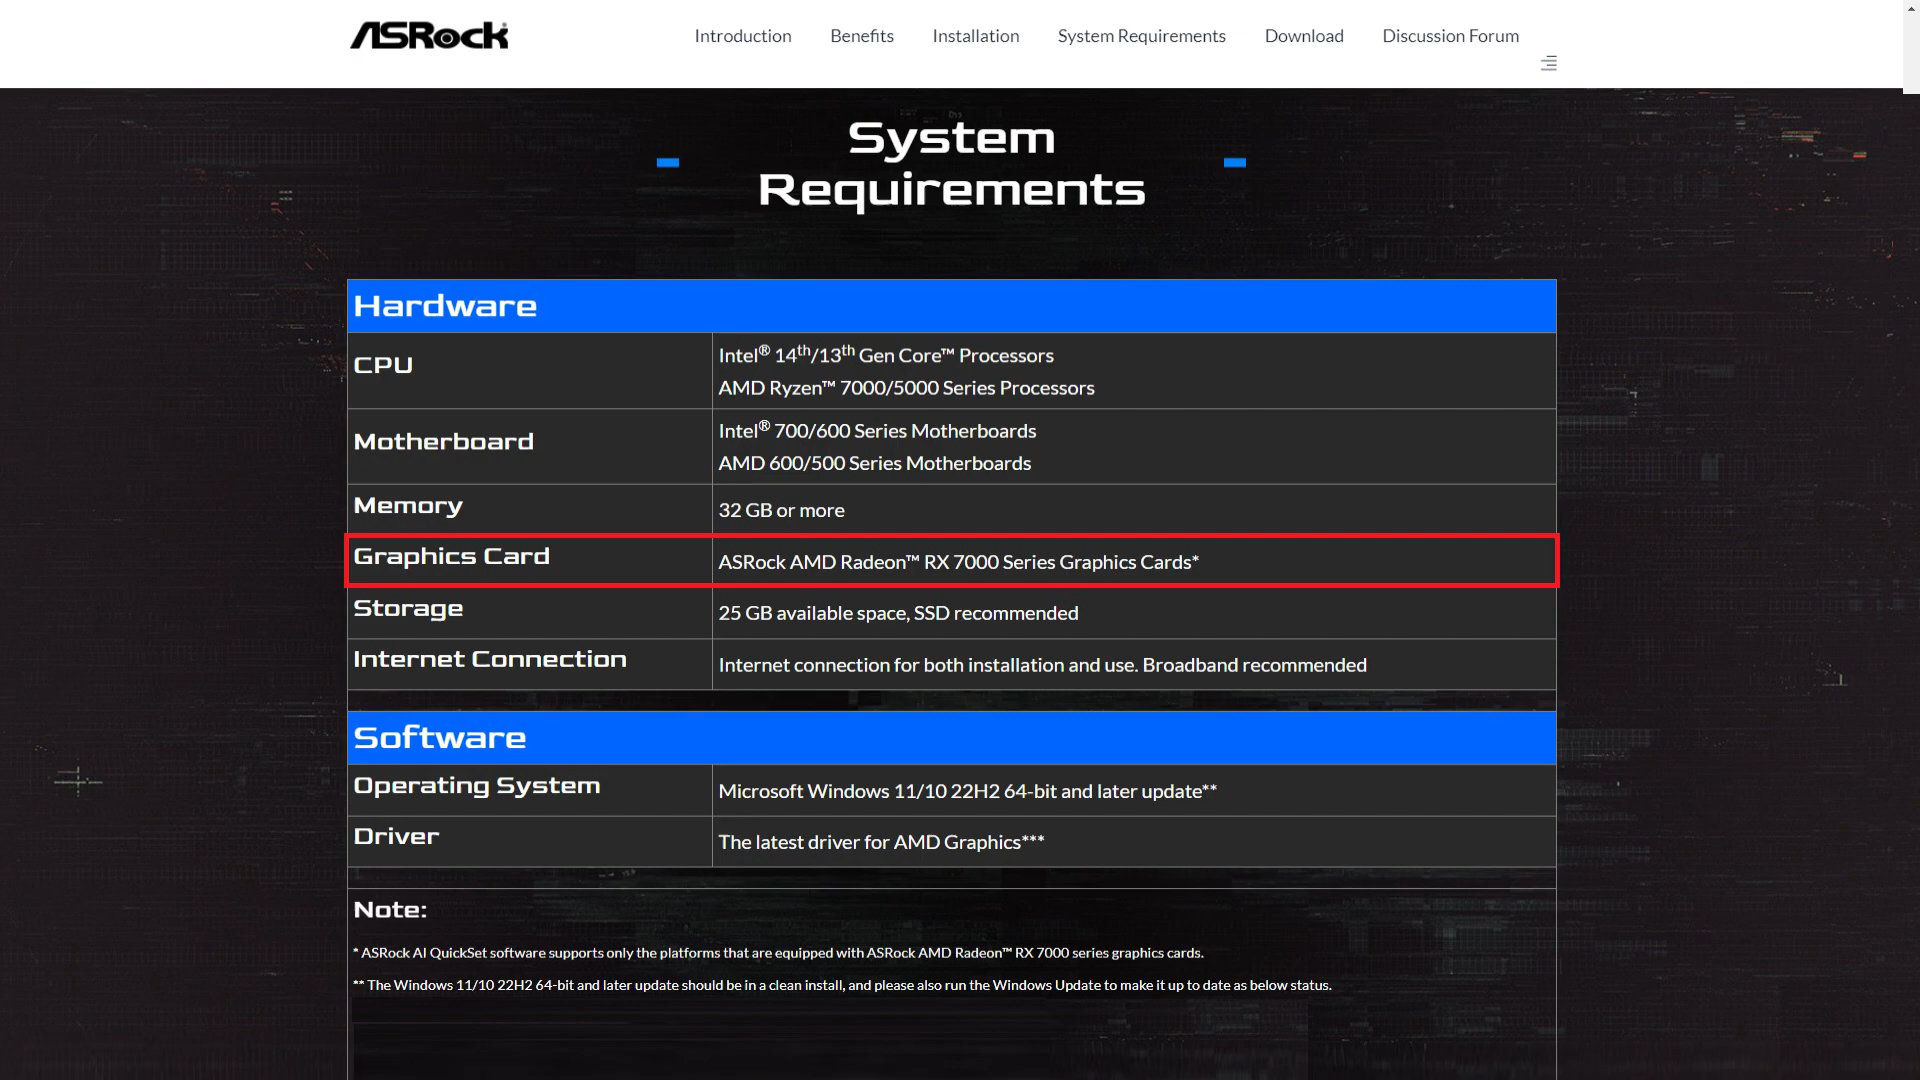 ASRock
Introduction
Benefits
Installation
System Requirements
Download
Discussion Forum
System
Requirements
Hardware
CPU
Intel® 14th/13th Gen Core™ Processors
AMD Ryzen™ 7000/5000 Series Processors
Motherboard
Intel® 700/600 Series Motherboards
AMD 600/500 Series Motherboards
Memory
32 GB or more
Graphics Card
ASRock AMD Radeon™ RX 7000 Series Graphics Cards*
Storage
25 GB available space, SSD recommended
Internet Connection
Internet connection for both installation and use. Broadband recommended
Software
Operating System
Microsoft Windows 11/10 22H2 64-bit and later update**
Driver
The latest driver for AMD Graphics***
Note:
* ASRock AI QuickSet software supports only the platforms that are equipped with ASRock AMD Radeon™ RX 7000 series graphics cards.
** The Windows 11/10 22H2 64-bit and later update should be in a clean install, and please also run the Windows Update to make it up to date as below status.